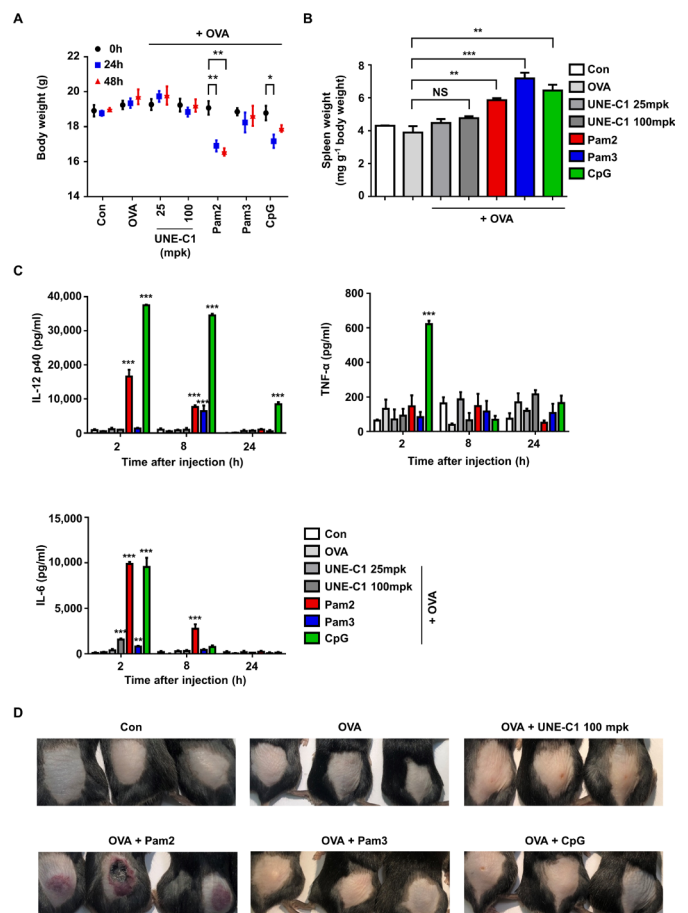 A
+ OVA
0h
24h
48h
**
**
*
Body weight (g)
22
20
18
16
14
Con
OVA
25
100
Pam2
Pam3
CpG
UNE-C1
(mpk)
B
**
***
**
NS
Spleen weight
(mg g-1 body weight)
8
6
4
2
0
+ OVA
Con
OVA
UNE-C1 25mpk
UNE-C1 100mpk
Pam2
Pam3
CpG
C
IL-12 p40 (pg/ml)
40,000
30,000
20,000
10,000
0
***
***
***
***
***
***
2
8
24
Time after injection (h)
TNF-α (pg/ml)
800
600
400
200
0
***
2
8
24
Time after injection (h)
IL-6 (pg/ml)
15,000
10,000
5,000
0
***
***
**
***
***
2
8
24
Time after injection (h)
Con
OVA
UNE-C1 25mpk
UNE-C1 100mpk
Pam2
Pam3
CpG
+ OVA
D
Con
OVA
OVA + UNE-C1 100 mpk
OVA + Pam2
OVA + Pam3
OVA + CpG